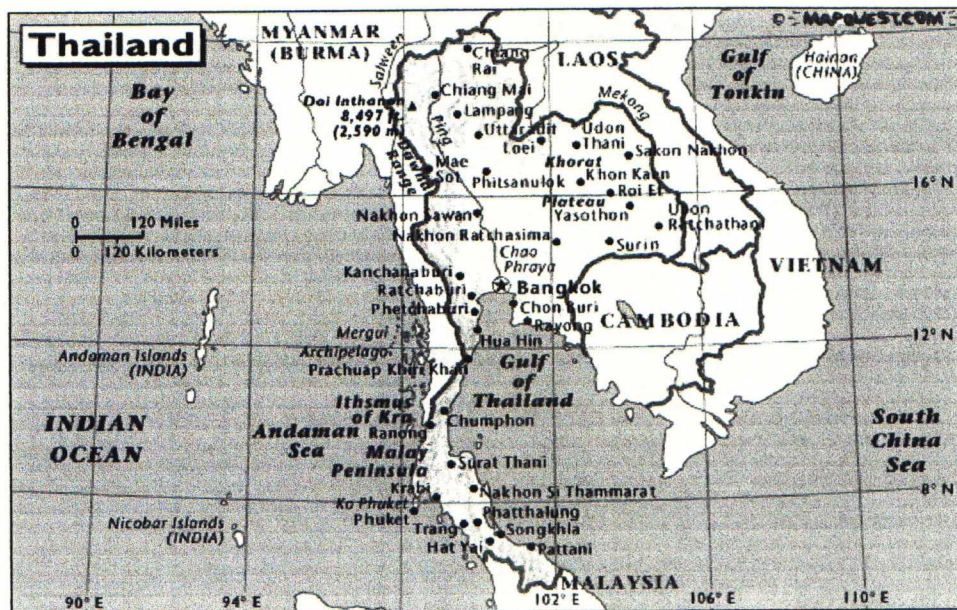 Thailand
© MAPQUEST.COM
MYANMAR
(BURMA)
Salween
Chiang
Rai
LAOS
Gulf
of
Tonkin
Hainan
(CHINA)
Bay
of
Bengal
Doi Inthanon
8,497 ft.
(2,590 m)
Chiang Mai
Lampang
Ping
Uttaradit
Loei
Udon
Thani
Mekong
Sakon Nakhon
Dawna
Range
Mae
Sot
Phitsanulok
Khorat
Plateau
Khon Kaen
Roi Et
Yasothon
16° N
Nakhon Sawan
Ubon
Ratchathani
Nakhon Ratchasima
Surin
0 120 Miles
0 120 Kilometers
Chao
Phraya
Kanchanaburi
Ratchaburi
Phetchaburi
Bangkok
Chon Buri
Rayong
VIETNAM
CAMBODIA
Mergui
Archipelago
Hua Hin
12° N
Andaman Islands
(INDIA)
Prachuap Khiri Khan
Gulf
of
Thailand
Ithsmus
of Kra
Chumphon
INDIAN
OCEAN
Andaman
Sea
Ranong
Malay
Peninsula
South
China
Sea
Surat Thani
Krabi
Nakhon Si Thammarat
8° N
Ko Phuket
Phuket
Phatthalung
Nicobar Islands
(INDIA)
Trang
Songkhla
Hat Yai
Pattani
MALAYSIA
90° E
94° E
102° E
106° E
110° E